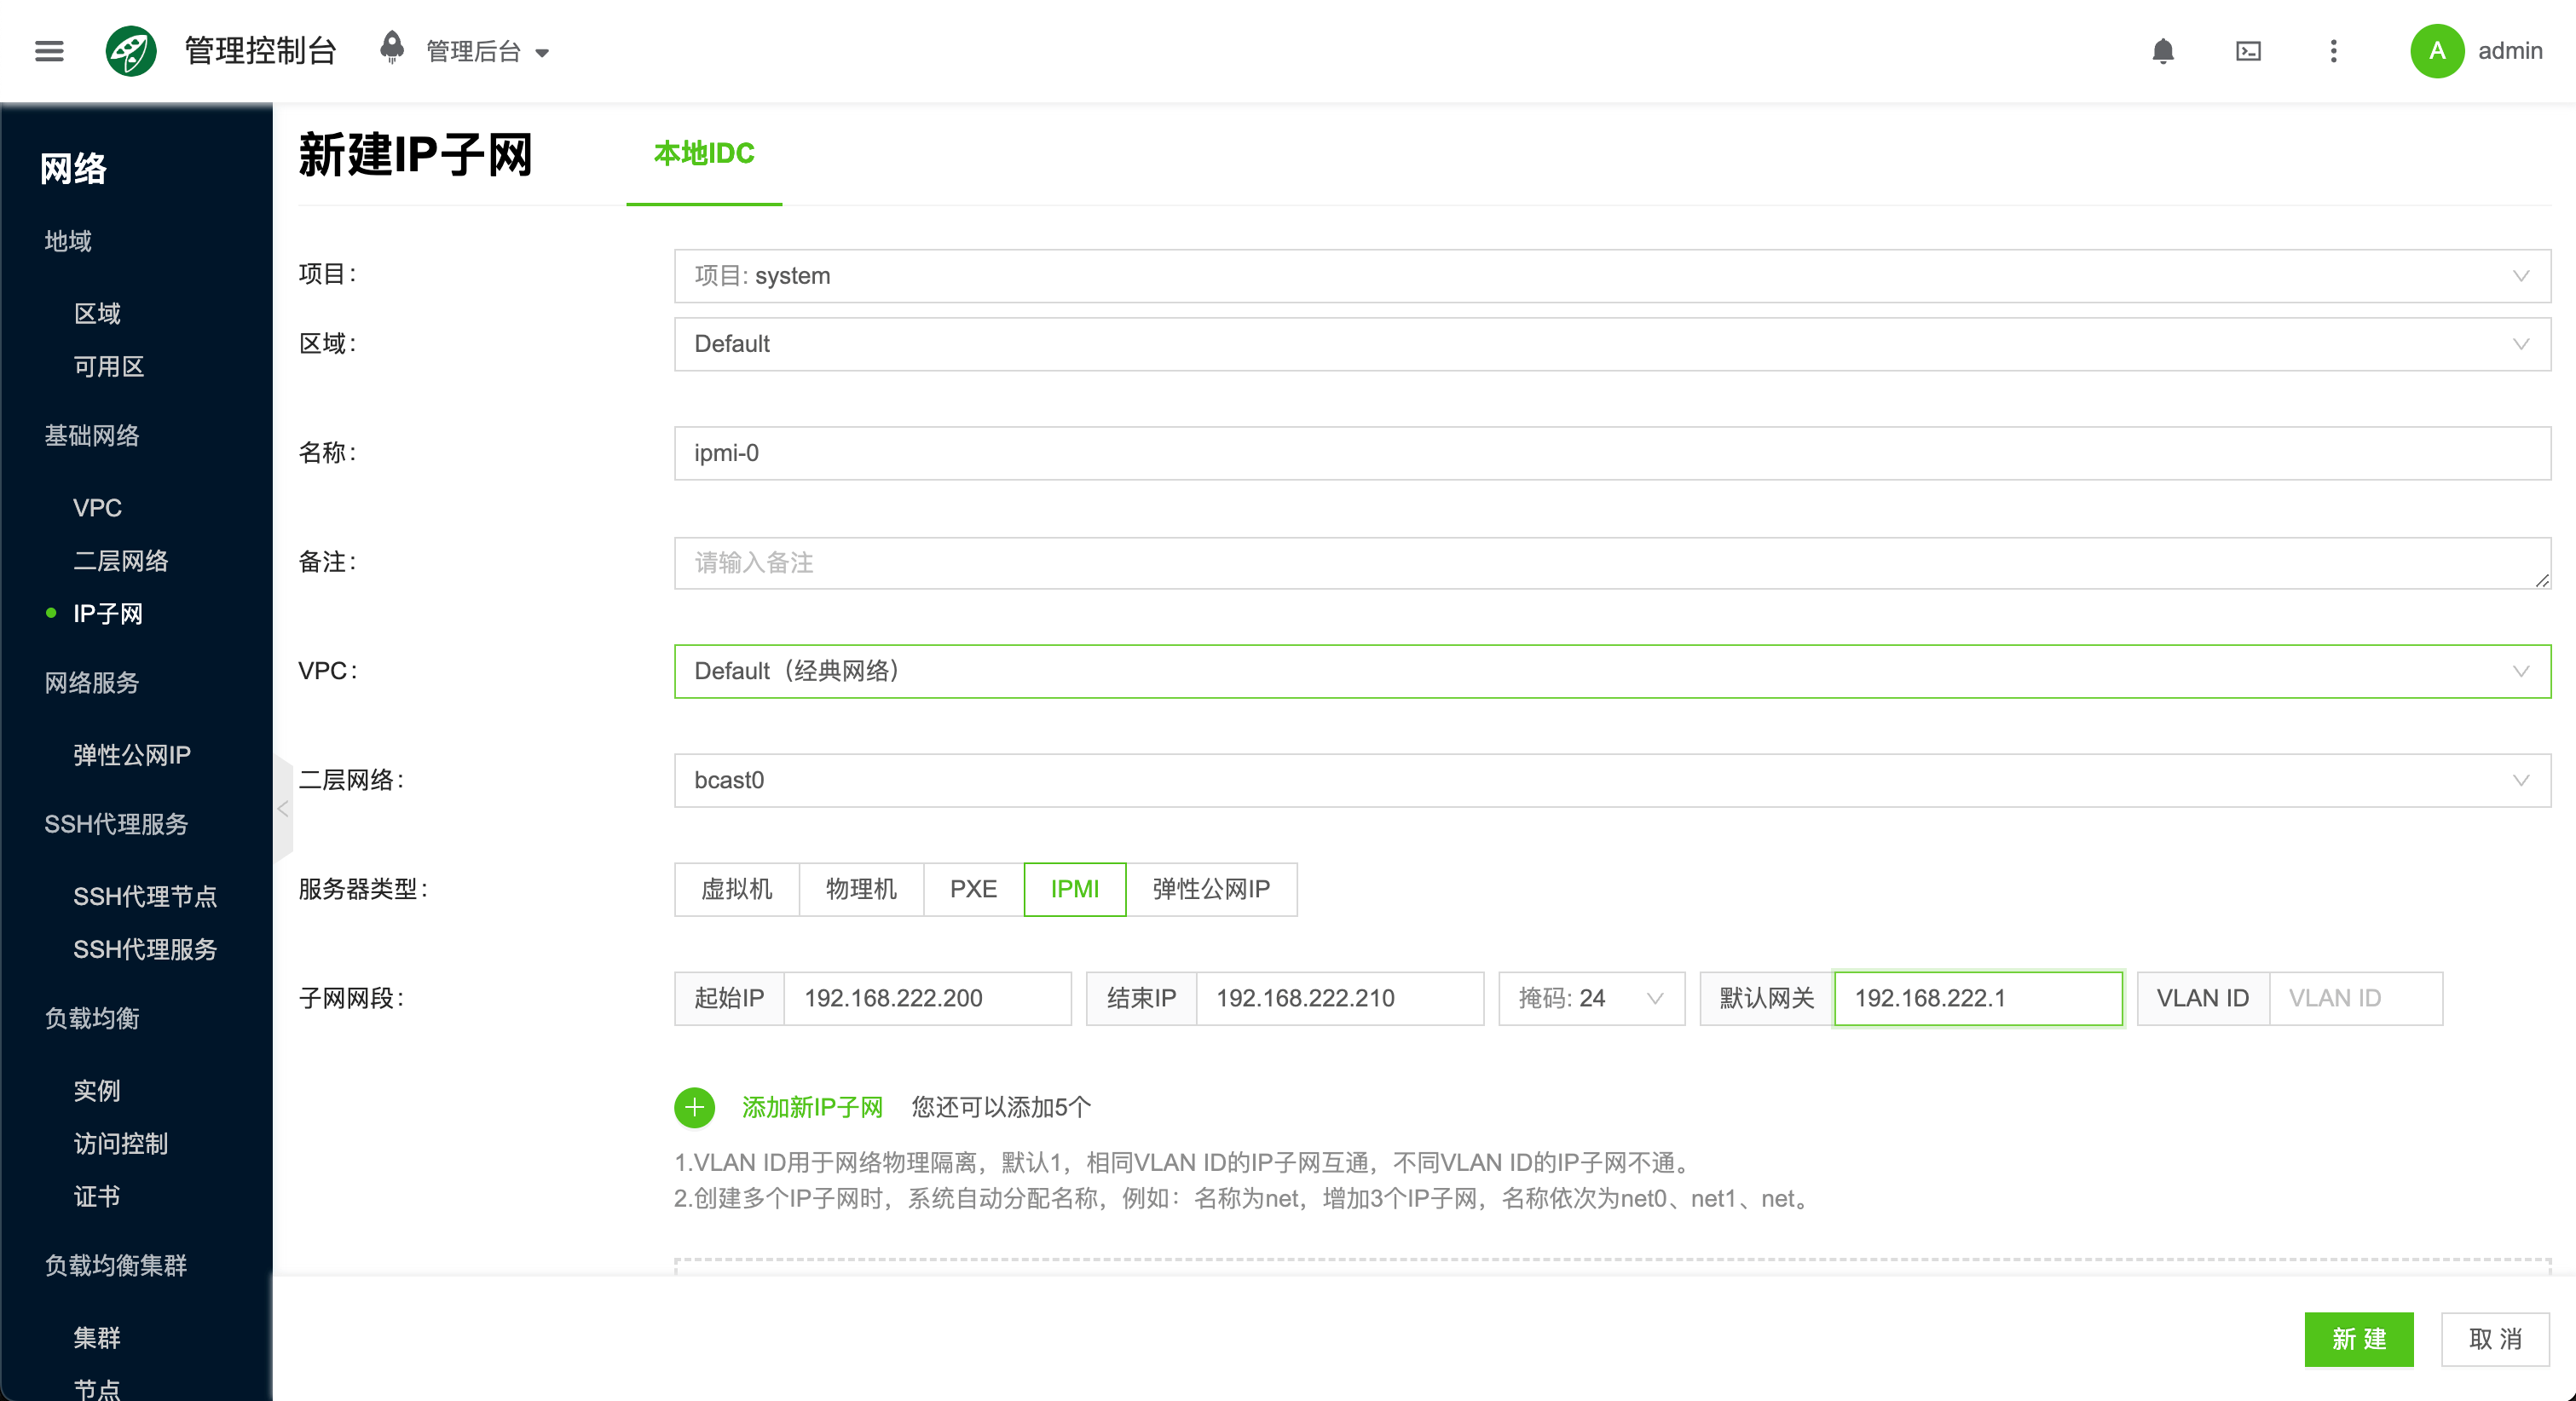 管理控制台 管理后台 A admin
网络
地域
区域
可用区
基础网络
VPC
二层网络
IP子网
网络服务
弹性公网IP
SSH代理服务
SSH代理节点
SSH代理服务
负载均衡
实例
访问控制
证书
负载均衡集群
集群
节点
新建IP子网 本地IDC
项目: 项目: system
区域: Default
名称: ipmi-0
备注: 请输入备注
VPC: Default（经典网络）
二层网络: bcast0
服务器类型: 虚拟机 物理机 PXE IPMI 弹性公网IP
子网网段: 起始IP 192.168.222.200 结束IP 192.168.222.210 掩码: 24 默认网关 192.168.222.1 VLAN ID VLAN ID
添加新IP子网 您还可以添加5个
1.VLAN ID用于网络物理隔离，默认1，相同VLAN ID的IP子网互通，不同VLAN ID的IP子网不通。
2.创建多个IP子网时，系统自动分配名称，例如：名称为net，增加3个IP子网，名称依次为net0、net1、net。
新 建 取 消